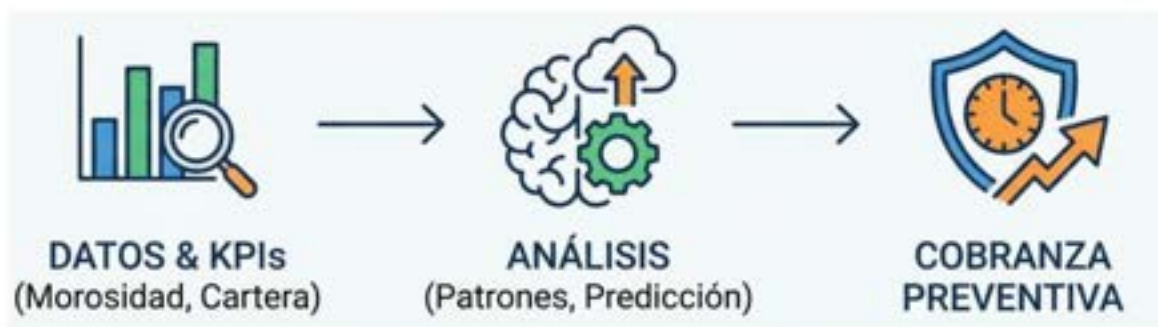 DATOS & KPIs
(Morosidad, Cartera)
ANÁLISIS
(Patrones, Predicción)
COBRANZA
PREVENTIVA